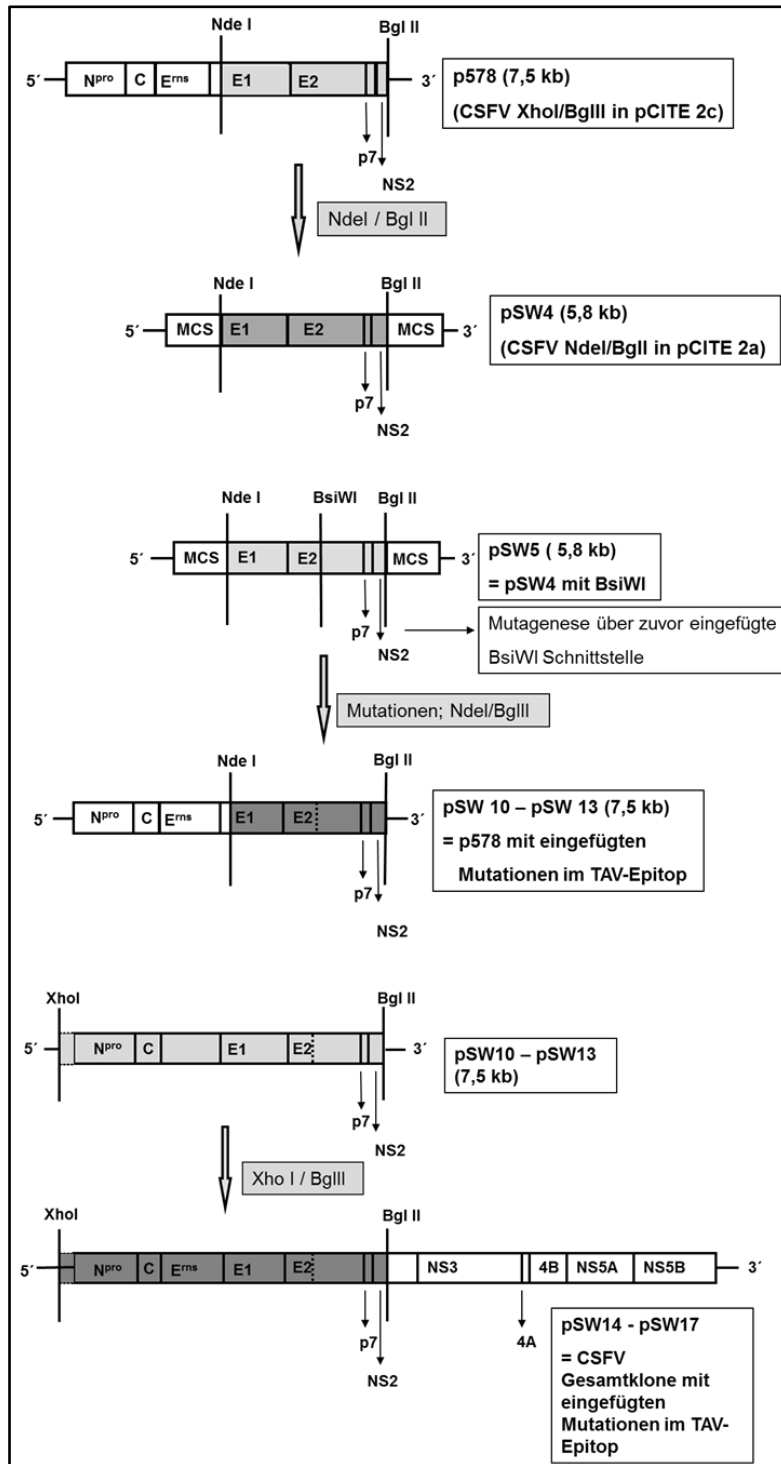 Nde I Bgl II
5´ Nᵖʳᵒ C Eʳⁿˢ E1 E2 3´
p578 (7,5 kb)
(CSFV XhoI/BglII in pCITE 2c)
p7
NS2
NdeI / Bgl II
Nde I Bgl II
5´ MCS E1 E2 MCS 3´
pSW4 (5,8 kb)
(CSFV NdeI/BglI in pCITE 2a)
p7
NS2
Nde I BsiWI Bgl II
5´ MCS E1 E2 MCS 3´
pSW5 ( 5,8 kb)
= pSW4 mit BsiWI
p7
NS2
Mutagenese über zuvor eingefügte
BsiWI Schnittstelle
Mutationen; NdeI/BglII
Nde I Bgl II
5´ Nᵖʳᵒ C Eʳⁿˢ E1 E2 3´
pSW 10 – pSW 13 (7,5 kb)
= p578 mit eingefügten
Mutationen im TAV-Epitop
p7
NS2
XhoI Bgl II
5´ Nᵖʳᵒ C E1 E2 3´
pSW10 – pSW13
(7,5 kb)
p7
NS2
Xho I / BglII
XhoI Bgl II
5´ Nᵖʳᵒ C Eʳⁿˢ E1 E2 NS3 4B NS5A NS5B 3´
p7
NS2
4A
pSW14 - pSW17
= CSFV
Gesamtklone mit
eingefügten
Mutationen im TAV-
Epitop